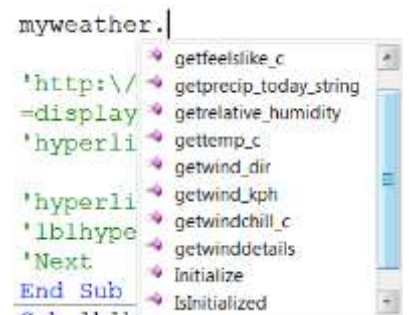 myweather.
getfeelslike_c
getprecip_today_string
getrelative_humidity
gettemp_c
getwind_dir
getwind_kph
getwindchill_c
getwinddetails
Initialize
IsInitialized
'http:\/
=display
'hyperli
'hyperli
'lblhype
'Next
End Sub